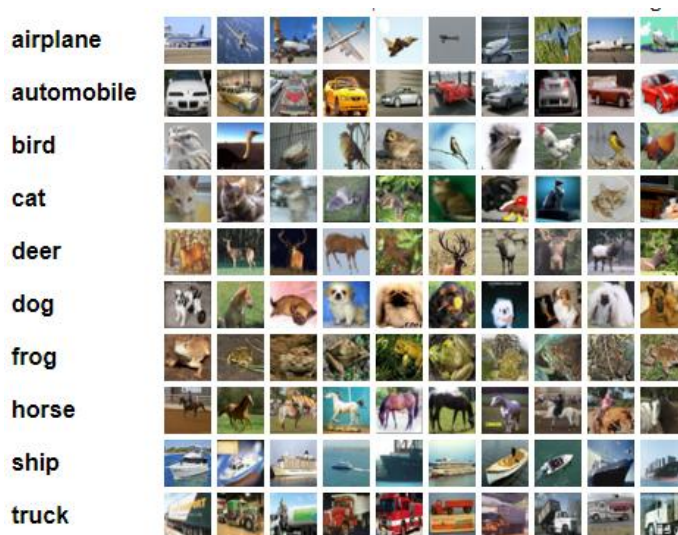 airplane
automobile
bird
cat
deer
dog
frog
horse
ship
truck